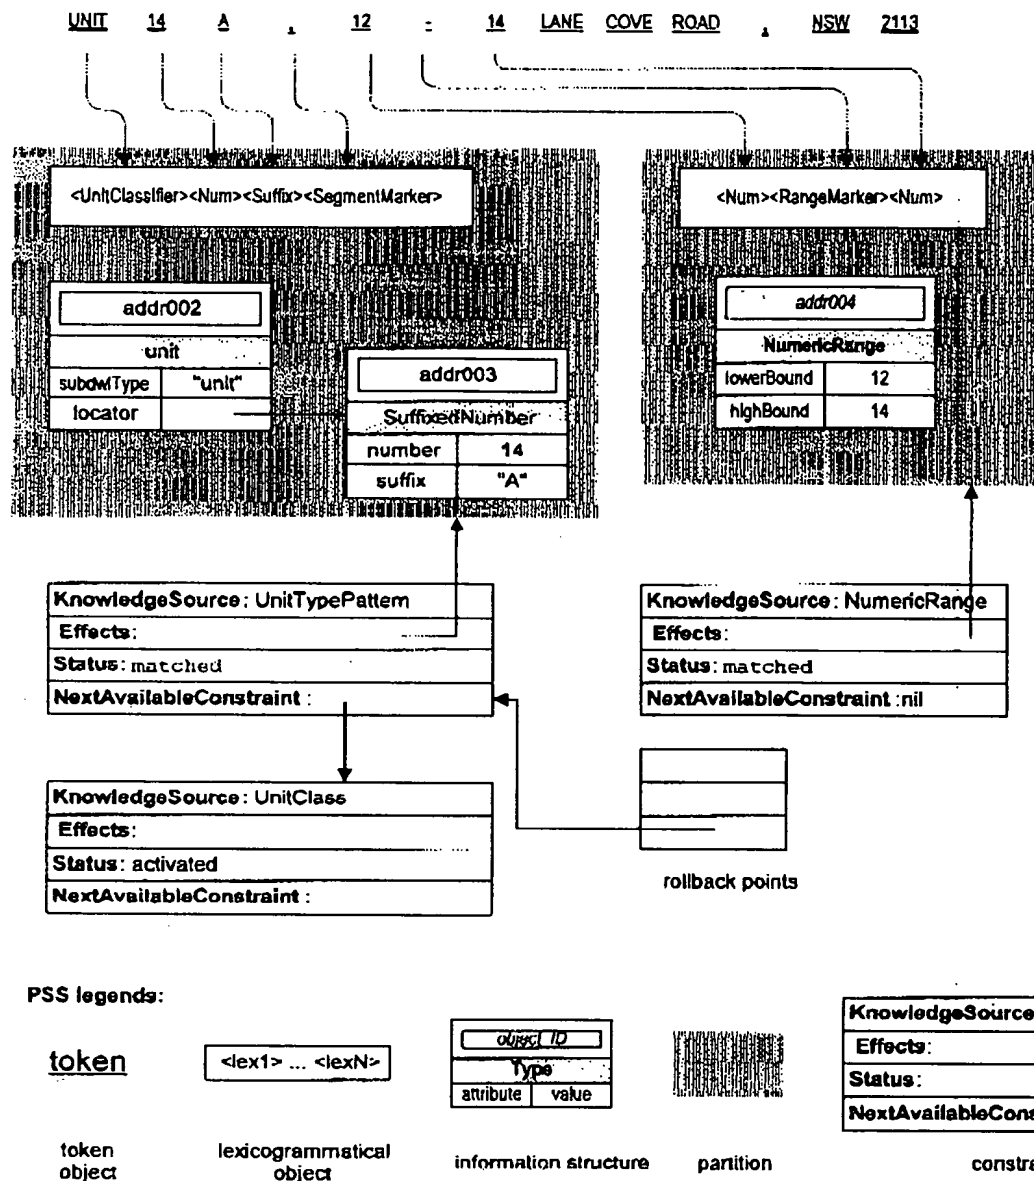 UNIT 14 A , 12 - 14 LANE COVE ROAD , NSW 2113
<UnitClassifier><Num><Suffix><SegmentMarker>
<Num><RangeMarker><Num>
addr002
unit
subdwlType "unit"
locator
addr003
SuffixedNumber
number 14
suffix "A"
addr004
NumericRange
lowerBound 12
highBound 14
KnowledgeSource: UnitTypePattern
Effects:
Status: matched
NextAvailableConstraint :
KnowledgeSource: NumericRange
Effects:
Status: matched
NextAvailableConstraint :nil
KnowledgeSource: UnitClass
Effects:
Status: activated
NextAvailableConstraint :
rollback points
PSS legends:
token
<lex1> ... <lexN>
object_ID
Type
attribute value
KnowledgeSource
Effects:
Status:
NextAvailableCons
token object
lexicogrammatical object
information structure
partition
constra